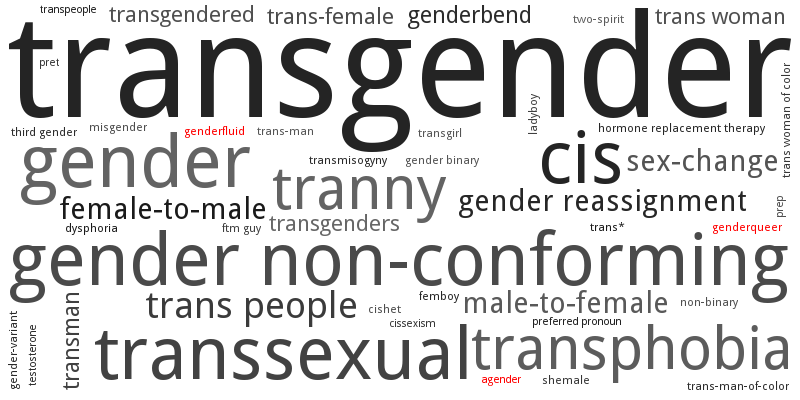 transpeople
transgendered
trans-female
genderbend
two-spirit
trans woman
transgender
pret
ladyboy
trans woman of color
third gender
misgender
genderfluid
trans-man
transgirl
hormone replacement therapy
gender
transmisogyny
gender binary
cis
sex-change
tranny
female-to-male
gender reassignment
prep
dysphoria
ftm guy
transgenders
trans*
genderqueer
gender non-conforming
transman
trans people
cishet
femboy
male-to-female
non-binary
gender-variant
testosterone
cissexism
preferred pronoun
transsexual
transphobia
agender
shemale
trans-man-of-color